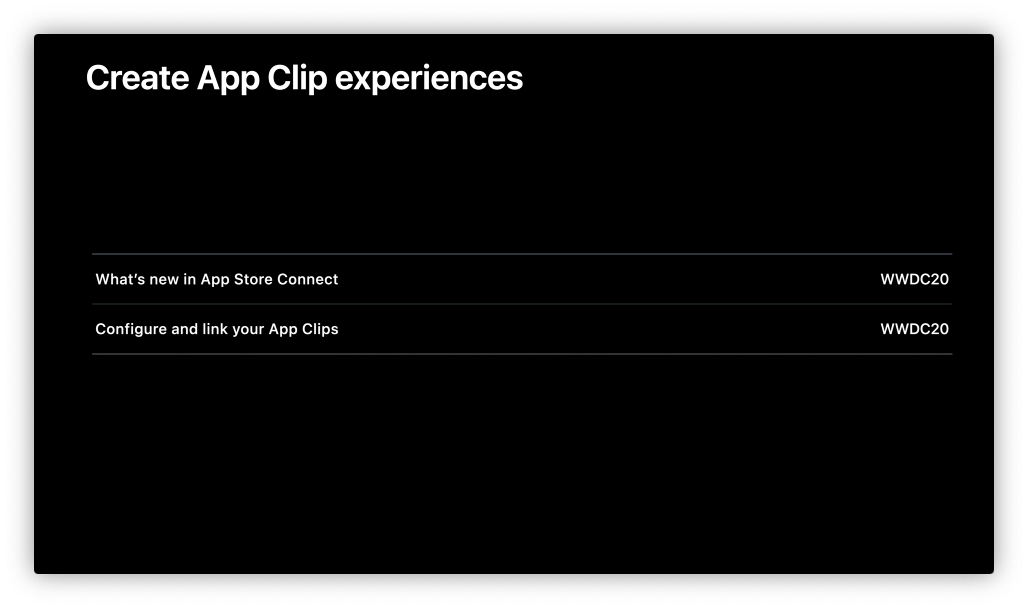 Create App Clip experiences
What’s new in App Store Connect WWDC20
Configure and link your App Clips WWDC20